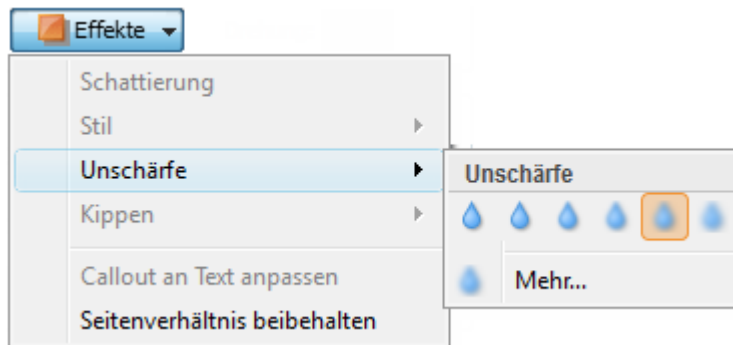 Effekte
Schattierung
Stil
Unschärfe
Kippen
Callout an Text anpassen
Seitenverhältnis beibehalten
Unschärfe
Mehr...